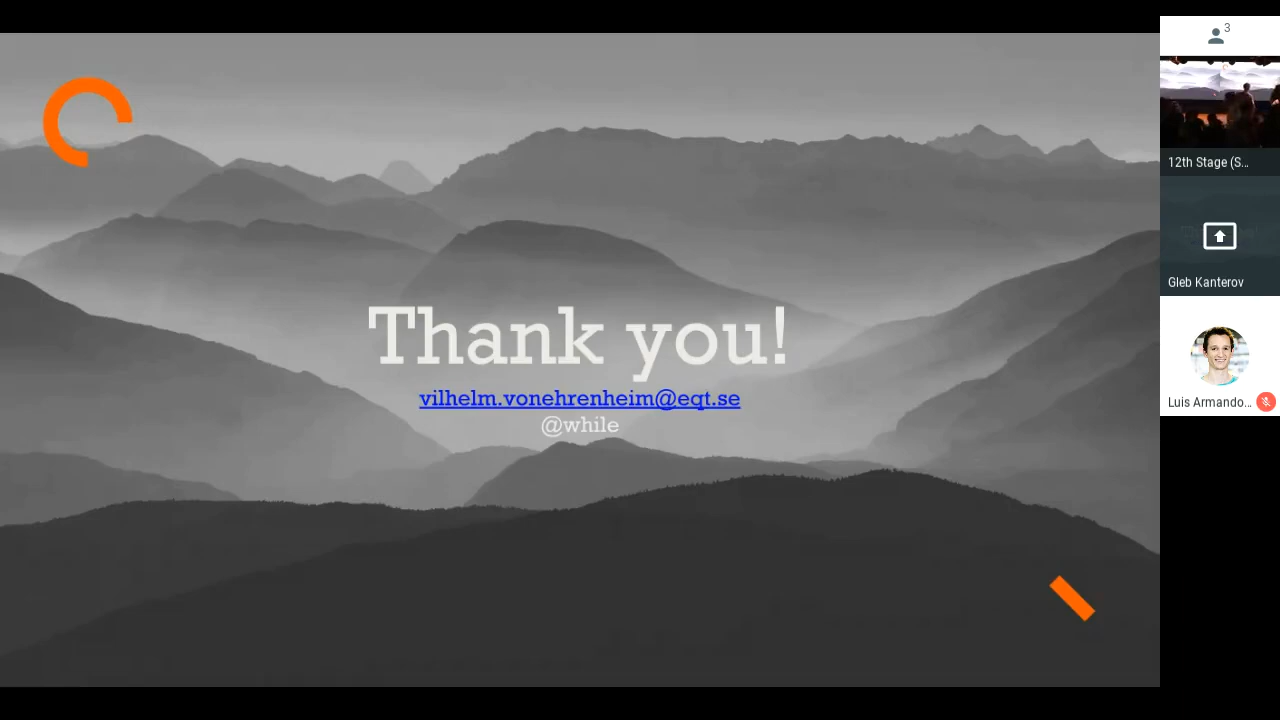 Thank you!
vilhelm.vonehrenheim@eqt.se
@while
3
12th Stage (S...
Gleb Kanterov
Luis Armando...